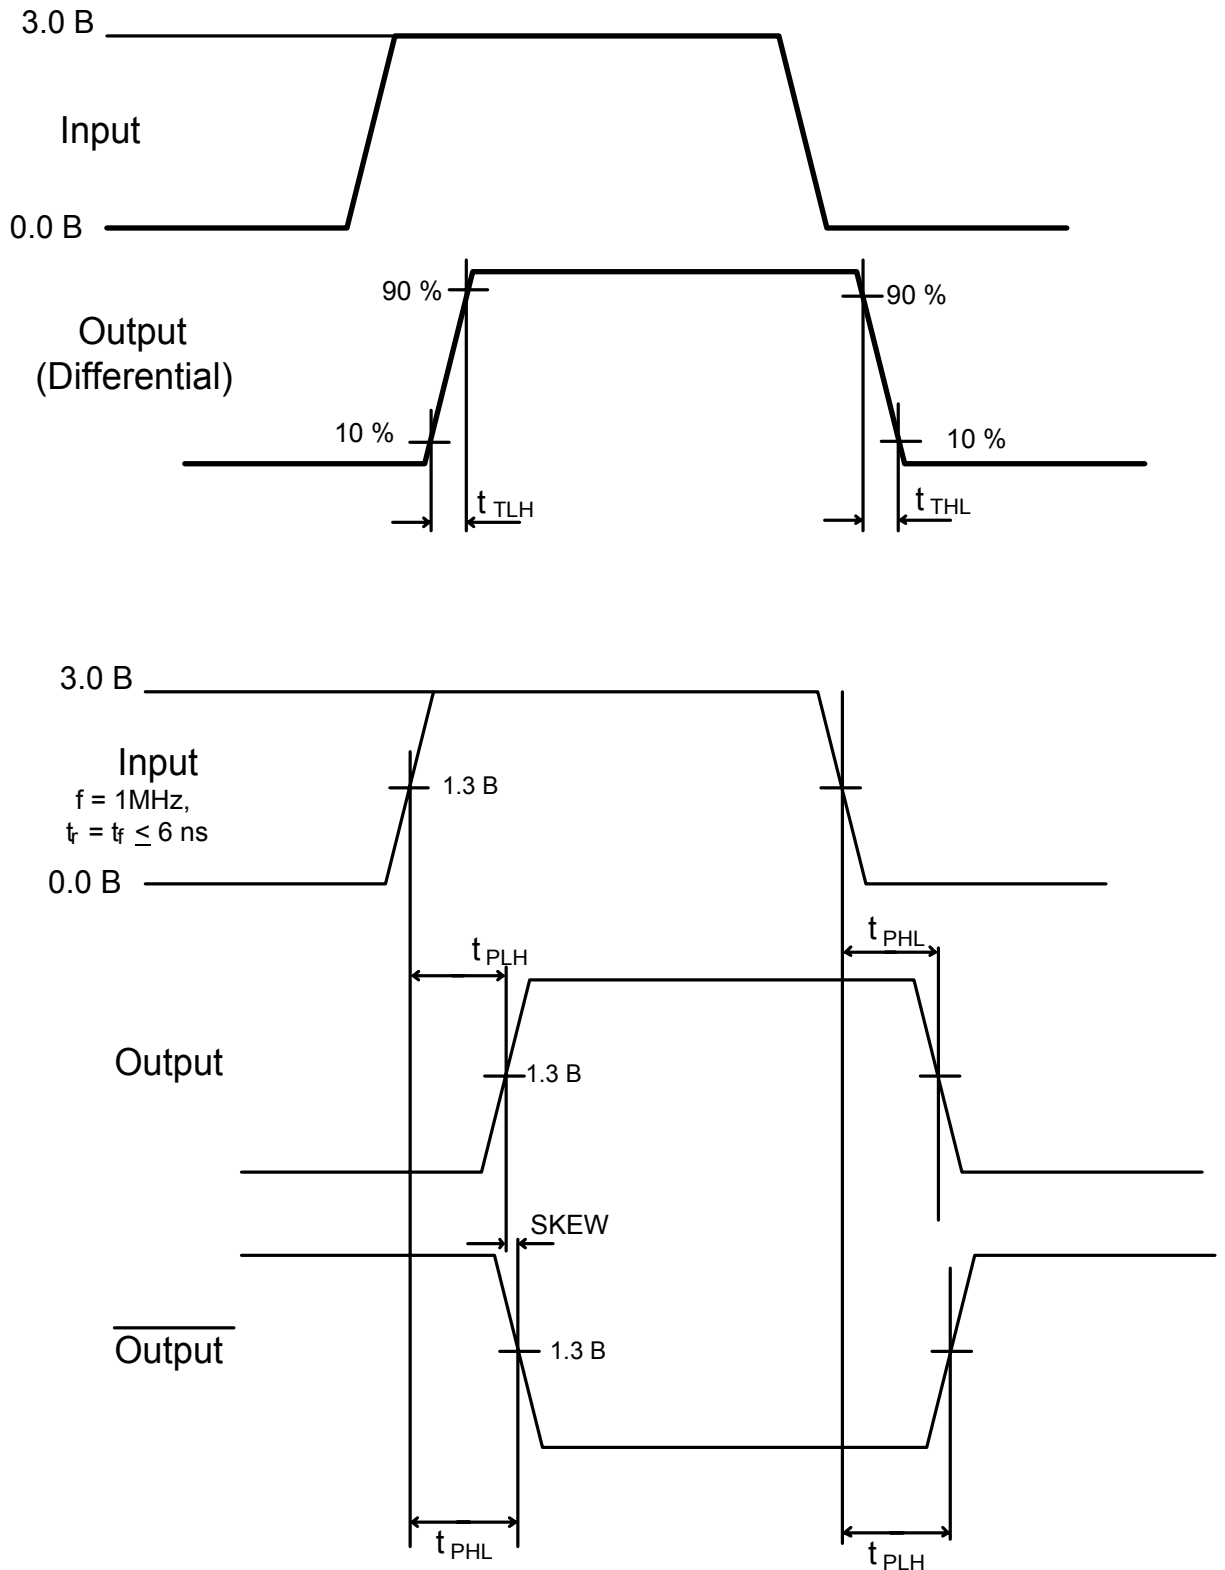 3.0 B
Input
0.0 B
90 %
90 %
Output
(Differential)
10 %
10 %
t TLH
t THL
3.0 B
Input
1.3 B
f = 1MHz,
tr = tf ≤ 6 ns
0.0 B
t PHL
t PLH
Output
1.3 B
SKEW
Output
1.3 B
t PHL
t PLH